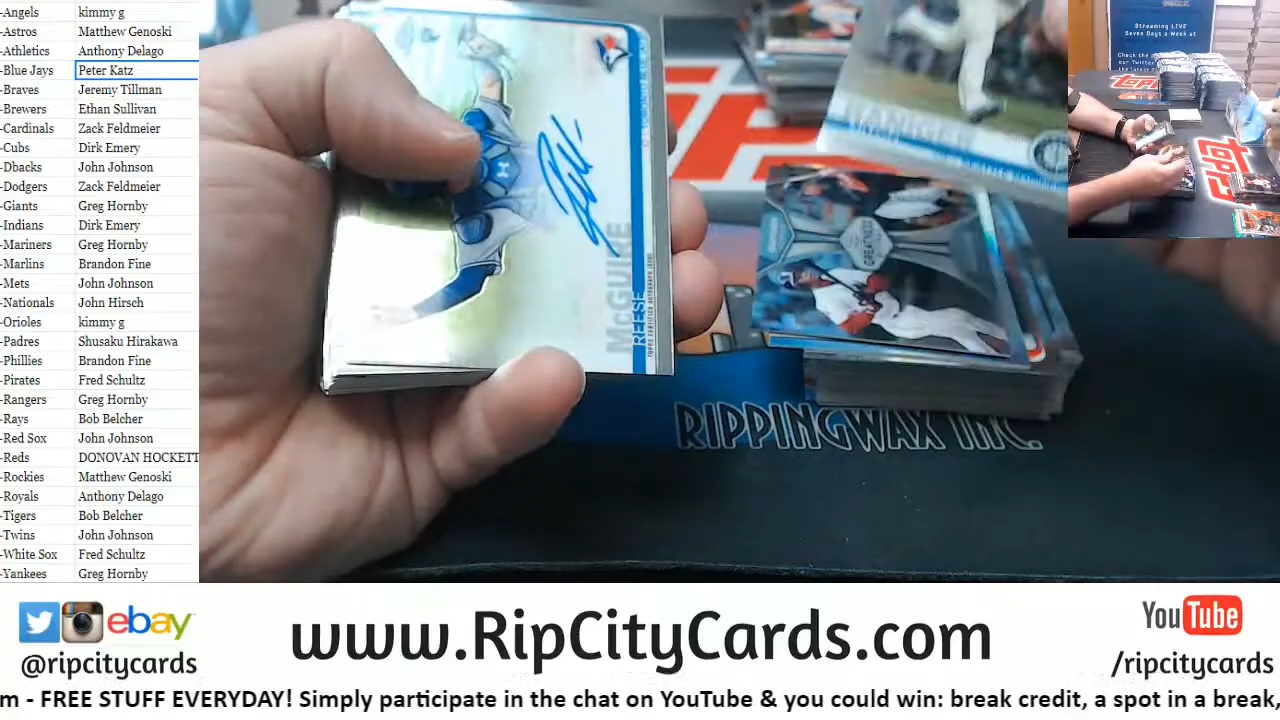 -Angels kimmy g
-Astros Matthew Genoski
-Athletics Anthony Delago
-Blue Jays Peter Katz
-Braves Jeremy Tillman
-Brewers Ethan Sullivan
-Cardinals Zack Feldmeier
-Cubs Dirk Emery
-Dbacks John Johnson
-Dodgers Zack Feldmeier
-Giants Greg Hornby
-Indians Dirk Emery
-Mariners Greg Hornby
-Marlins Brandon Fine
-Mets John Johnson
-Nationals John Hirsch
-Orioles kimmy g
-Padres Shusaku Hirakawa
-Phillies Brandon Fine
-Pirates Fred Schultz
-Rangers Greg Hornby
-Rays Bob Belcher
-Red Sox John Johnson
-Reds DONOVAN HOCKETT
-Rockies Matthew Genoski
-Royals Anthony Delago
-Tigers Bob Belcher
-Twins John Johnson
-White Sox Fred Schultz
-Yankees Greg Hornby
REESE
McGUIRE
HANIGER
RIPPINGWAX INC.
Streaming LIVE
Seven Days a Week at
Check the
our Twitter
TOPPS
ebay
@ripcitycards
www.RipCityCards.com
YouTube
/ripcitycards
m - FREE STUFF EVERYDAY! Simply participate in the chat on YouTube & you could win: break credit, a spot in a break,